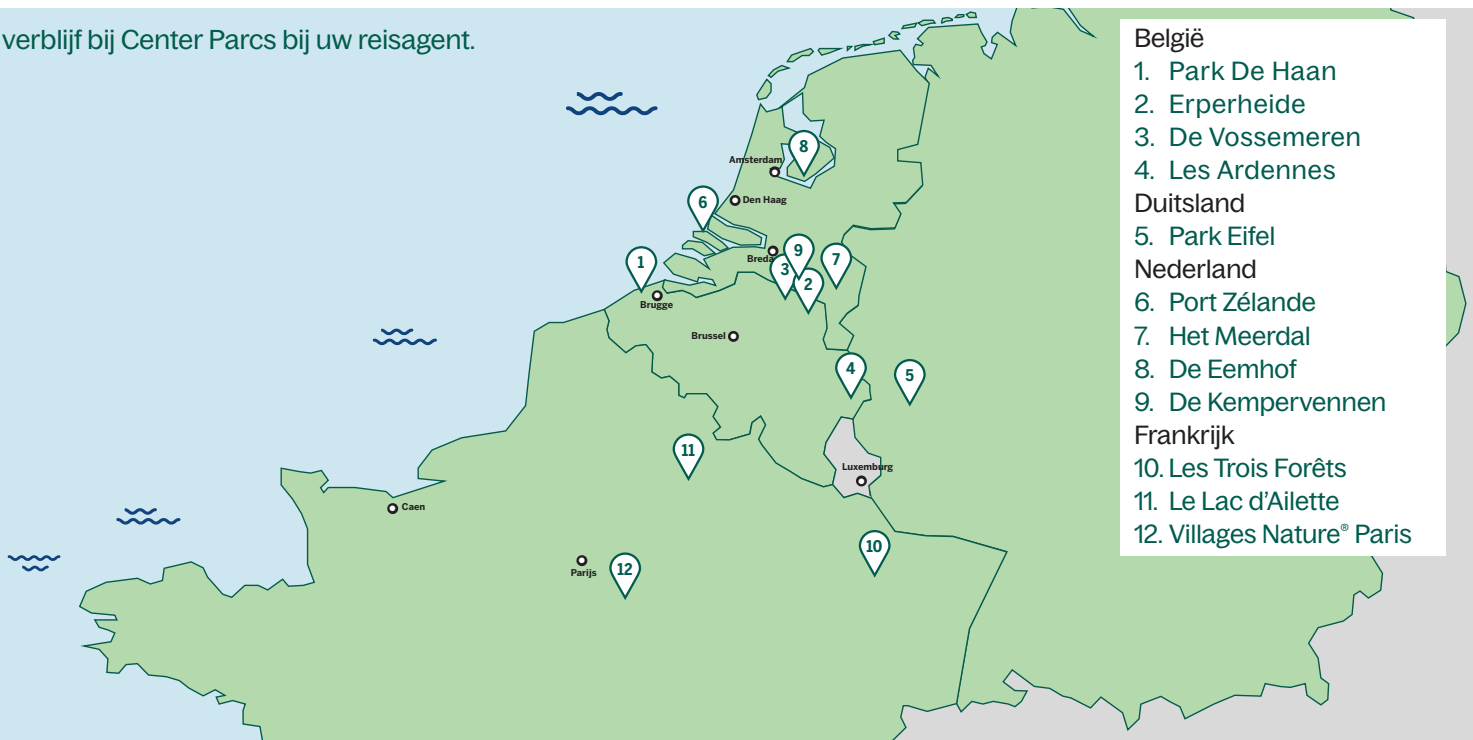 verblijf bij Center Parcs bij uw reisagent.
België
1. Park De Haan
2. Erperheide
3. De Vossemeren
4. Les Ardennes
Duitsland
5. Park Eifel
Nederland
6. Port Zélande
7. Het Meerdal
8. De Eemhof
9. De Kempervennen
Frankrijk
10. Les Trois Forêts
11. Le Lac d'Ailette
12. Villages Nature® Paris
8
Amsterdam
6
Den Haag
9
Breda
7
1
3
2
Brugge
Brussel
4
5
11
Luxemburg
Caen
10
Parijs
12